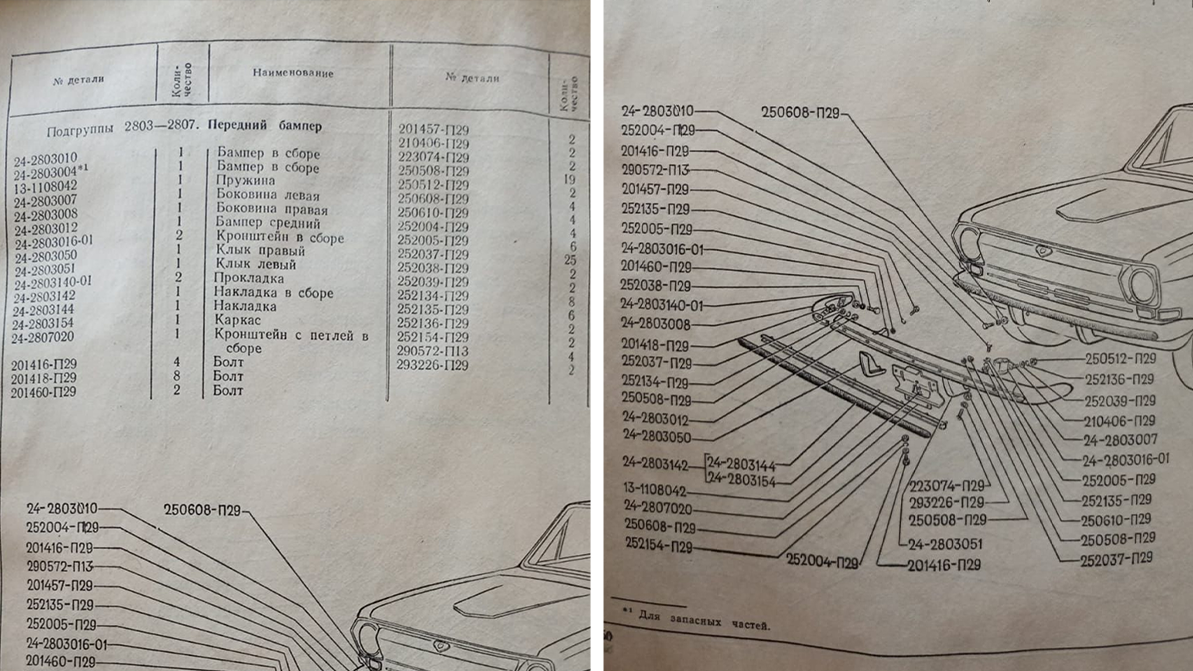 № детали
Коли-
чество
Наименование
№ детали
Коли-
чество
Подгруппы 2803—2807. Передний бампер
24-2803010 1 Бампер в сборе
24-2803004*¹ 1 Бампер в сборе
13-1108042 1 Пружина
24-2803007 1 Боковина левая
24-2803008 1 Боковина правая
24-2803012 1 Бампер средний
24-2803016-01 2 Кронштейн в сборе
24-2803050 1 Клык правый
24-2803051 1 Клык левый
24-2803140-01 2 Прокладка
24-2803142 1 Накладка в сборе
24-2803144 1 Накладка
24-2803154 1 Каркас
24-2807020 1 Кронштейн с петлей в
сборе
201416-П29 4 Болт
201418-П29 8 Болт
201460-П29 2 Болт
201457-П29 2
210406-П29 2
223074-П29 2
250508-П29 19
250512-П29 2
250608-П29 4
250610-П29 4
252004-П29 4
252005-П29 6
252037-П29 25
252038-П29 2
252039-П29 2
252134-П29 8
252135-П29 6
252136-П29 2
252154-П29 2
290572-П13 4
293226-П29 2
24-2803010
250608-П29
252004-П29
201416-П29
290572-П13
201457-П29
252135-П29
252005-П29
24-2803016-01
201460-П29
24-2803010
250608-П29
252004-П29
201416-П29
290572-П13
201457-П29
252135-П29
252005-П29
24-2803016-01
201460-П29
252038-П29
24-2803140-01
24-2803008
201418-П29
252037-П29
252134-П29
250508-П29
24-2803012
24-2803050
24-2803142
24-2803144
24-2803154
13-1108042
24-2807020
250608-П29
252154-П29
252004-П29
223074-П29
293226-П29
250508-П29
24-2803051
201416-П29
250512-П29
252136-П29
252039-П29
210406-П29
24-2803007
24-2803016-01
252005-П29
252135-П29
250610-П29
250508-П29
252037-П29
*¹ Для запасных частей.